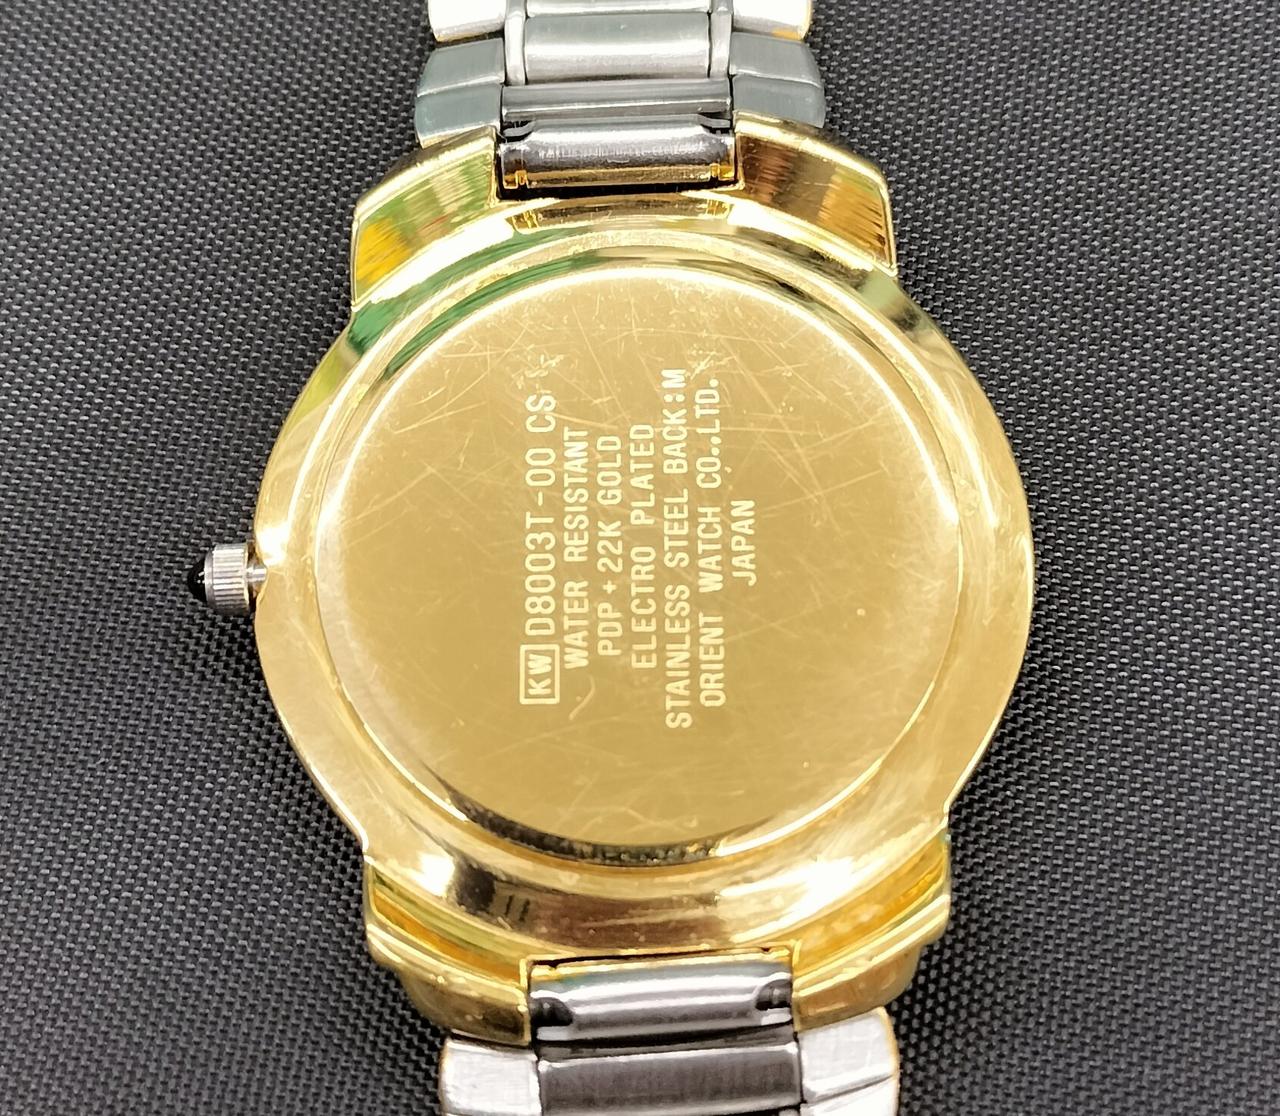 KW D8003T-00 CS
WATER RESISTANT
PDP+22K GOLD
ELECTRO PLATED
STAINLESS STEEL BACK:M
ORIENT WATCH CO.,LTD.
JAPAN